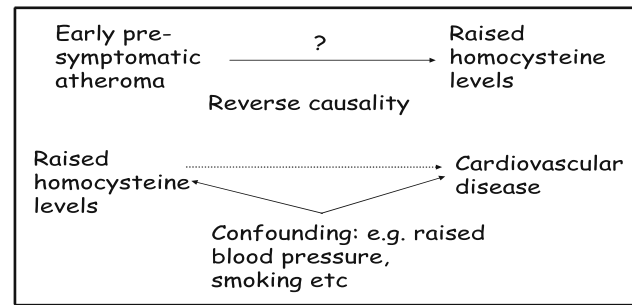 Early pre-
symptomatic
atheroma
?
Raised
homocysteine
levels
Reverse causality
Raised
homocysteine
levels
Cardiovascular
disease
Confounding: e.g. raised
blood pressure,
smoking etc